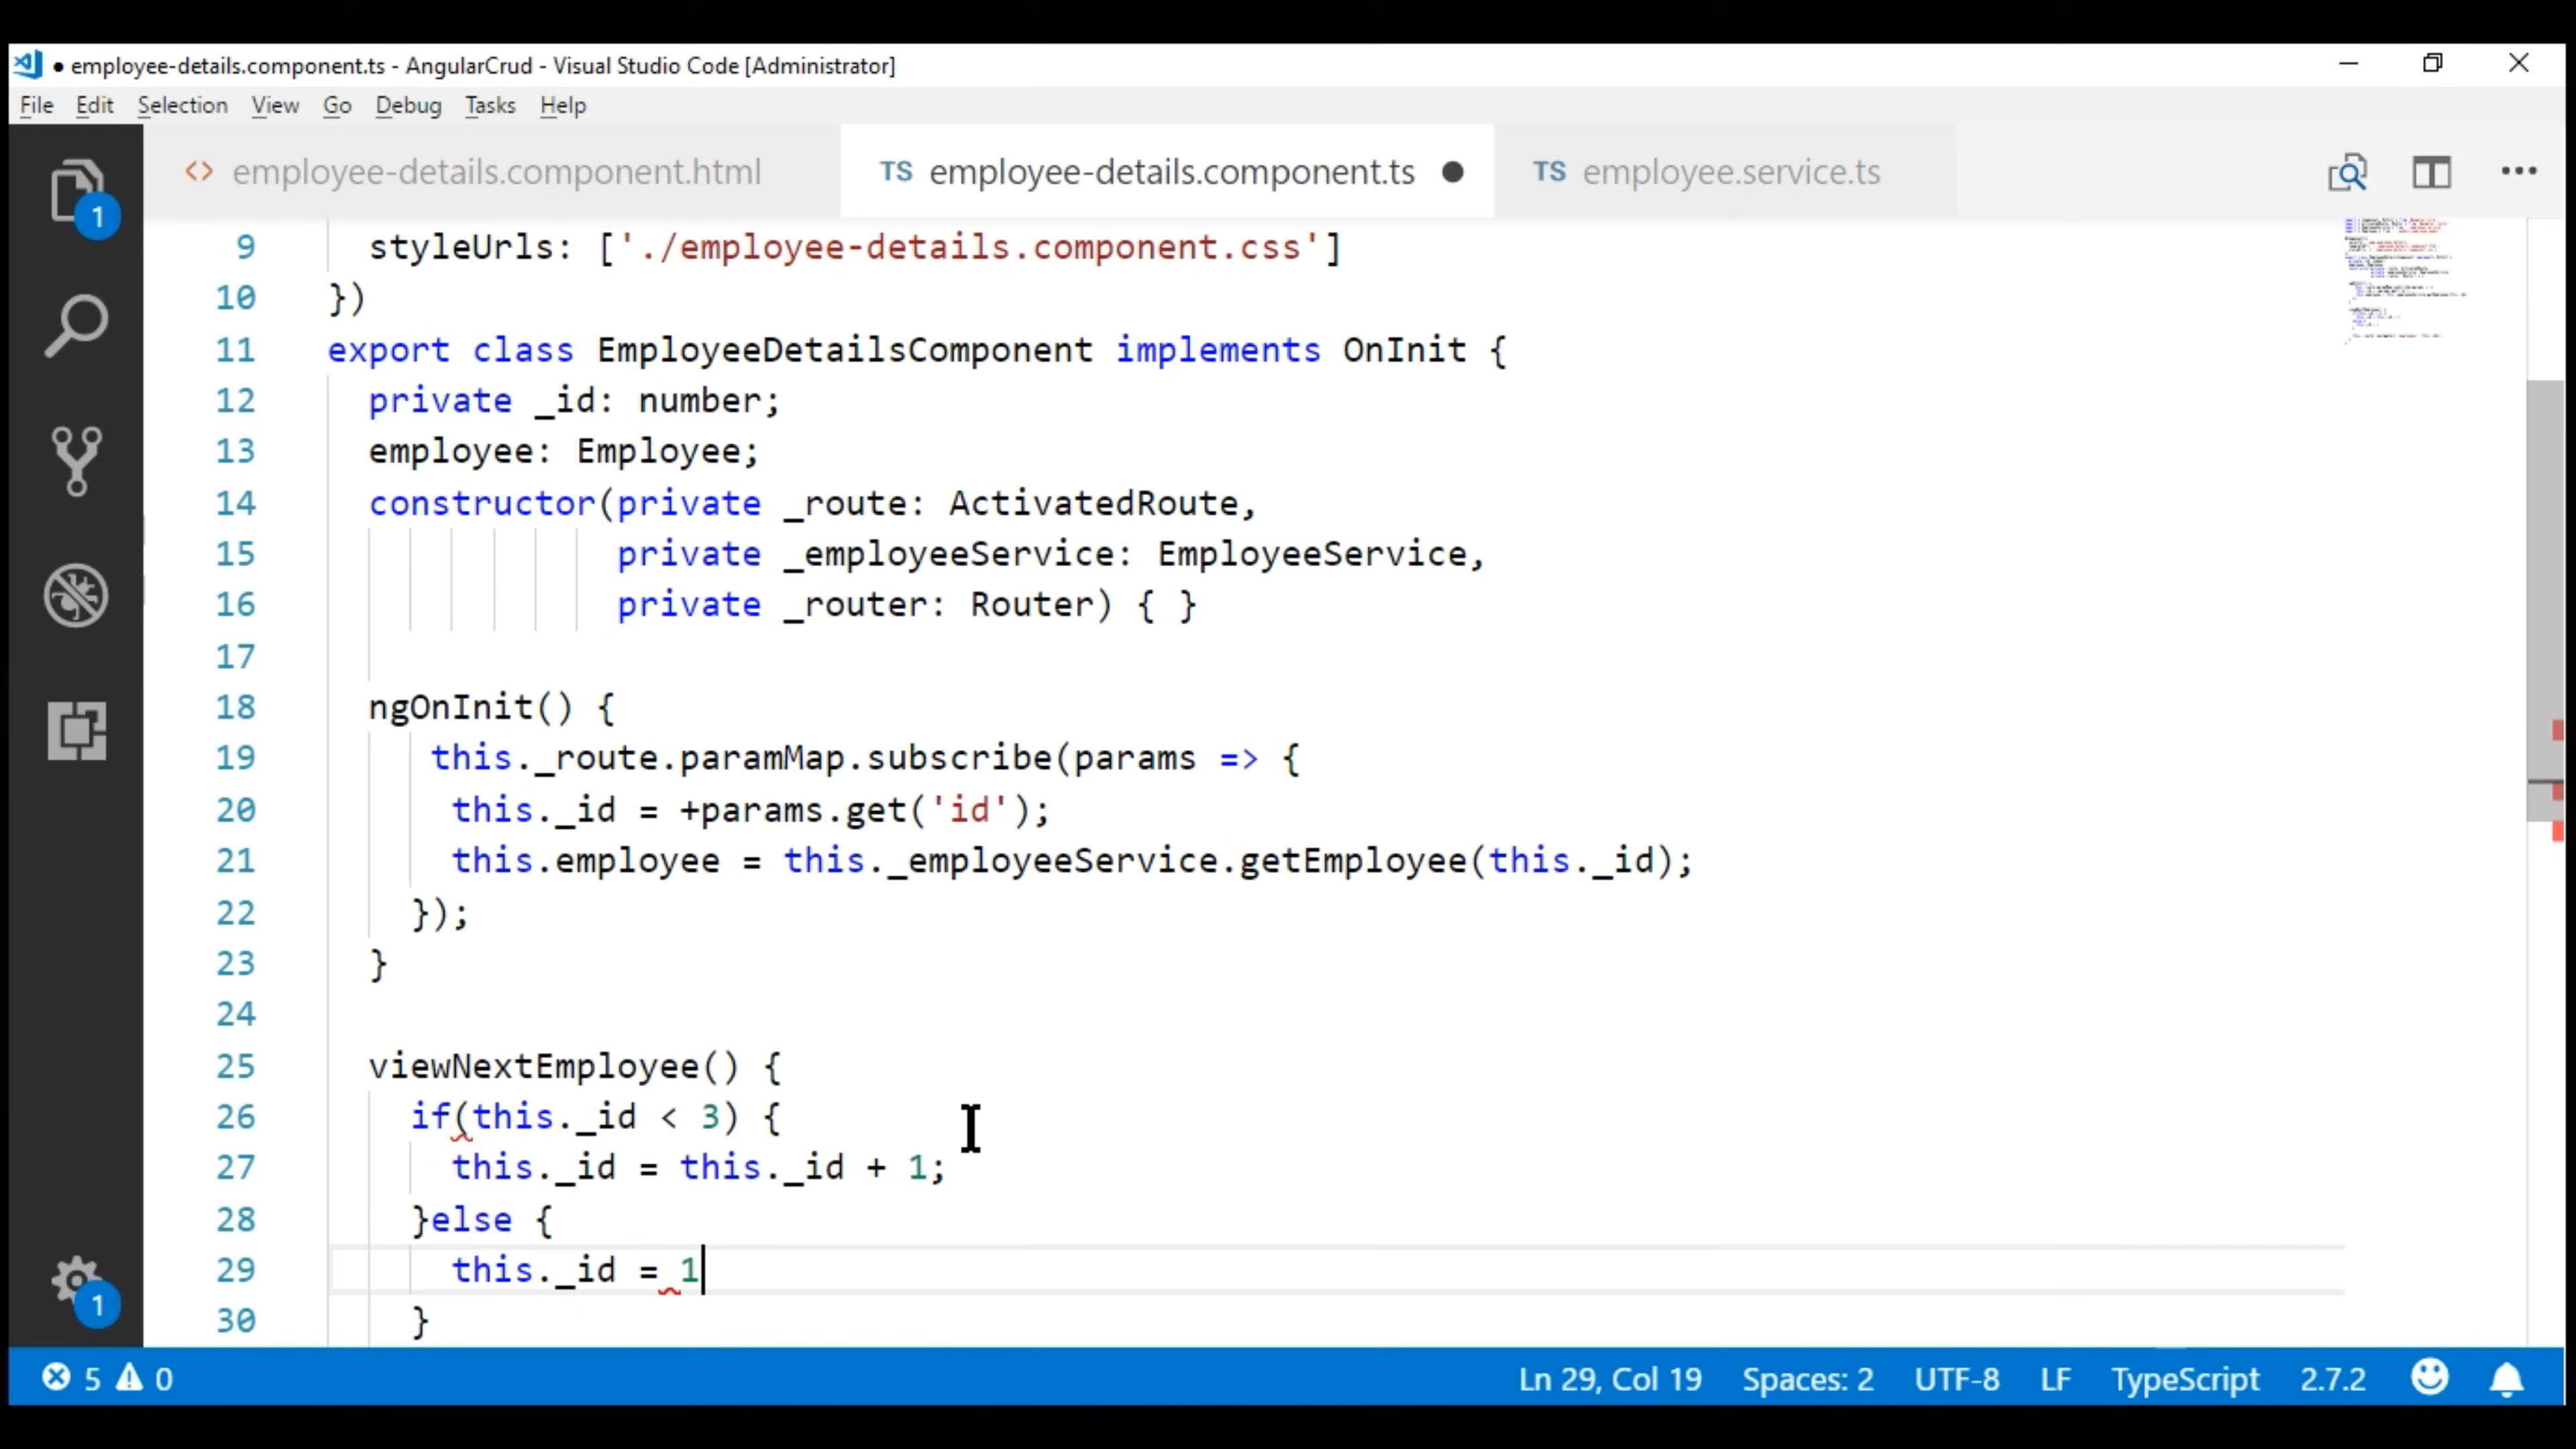 employee-details.component.ts - AngularCrud - Visual Studio Code [Administrator]
File Edit Selection View Go Debug Tasks Help
employee-details.component.html TS employee-details.component.ts TS employee.service.ts
1
9 styleUrls: ['./employee-details.component.css']
10 })
11 export class EmployeeDetailsComponent implements OnInit {
12 private _id: number;
13 employee: Employee;
14 constructor(private _route: ActivatedRoute,
15 private _employeeService: EmployeeService,
16 private _router: Router) { }
17
18 ngOnInit() {
19 this._route.paramMap.subscribe(params => {
20 this._id = +params.get('id');
21 this.employee = this._employeeService.getEmployee(this._id);
22 });
23 }
24
25 viewNextEmployee() {
26 if(this._id < 3) {
27 this._id = this._id + 1;
28 }else {
29 this._id = 1
30 }
1
5 0 Ln 29, Col 19 Spaces: 2 UTF-8 LF TypeScript 2.7.2